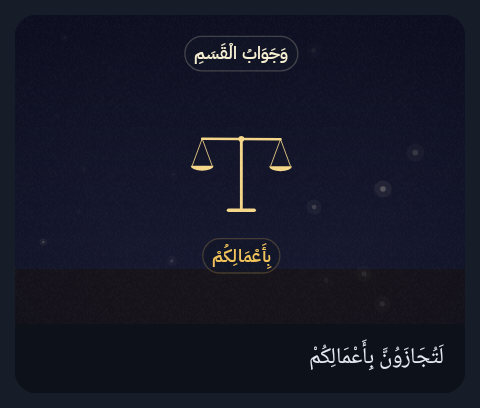 وَجَوَابُ الْقَسَمِ
بِأَعْمَالِكُمْ
لَتُجَازَوُنَّ بِأَعْمَالِكُمْ